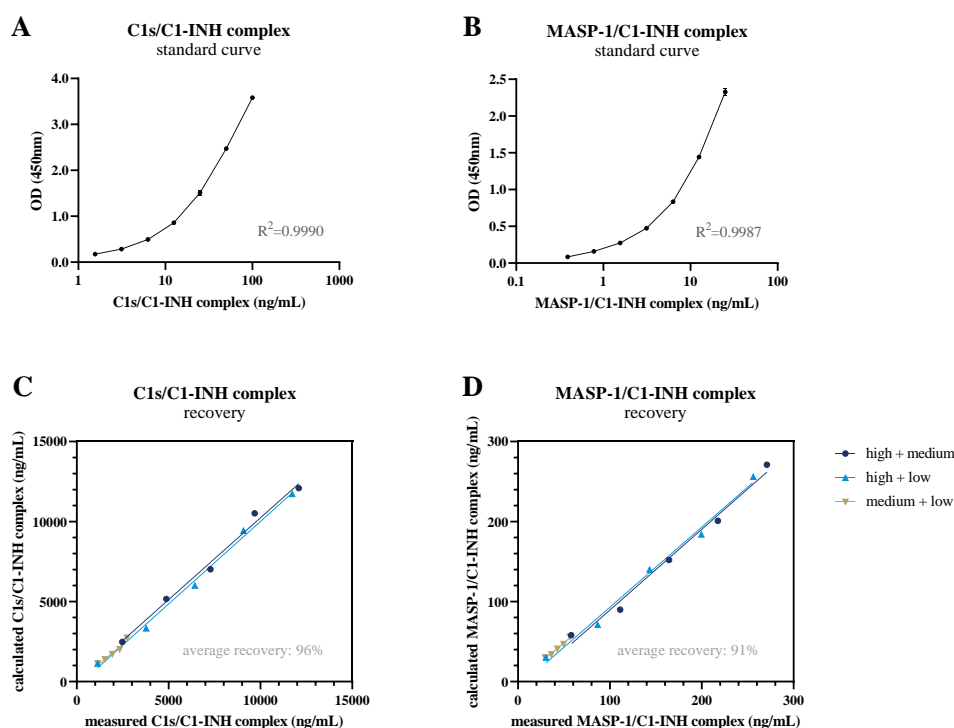 A
C1s/C1-INH complex
standard curve
OD (450nm)
4.0
3.0
2.0
1.0
0.0
R²=0.9990
1
10
100
1000
C1s/C1-INH complex (ng/mL)
B
MASP-1/C1-INH complex
standard curve
OD (450nm)
2.5
2.0
1.5
1.0
0.5
0.0
R²=0.9987
0.1
1
10
100
MASP-1/C1-INH complex (ng/mL)
C
C1s/C1-INH complex
recovery
calculated C1s/C1-INH complex (ng/mL)
15000
10000
5000
0
average recovery: 96%
0
5000
10000
15000
measured C1s/C1-INH complex (ng/mL)
D
MASP-1/C1-INH complex
recovery
calculated MASP-1/C1-INH complex (ng/mL)
300
200
100
0
average recovery: 91%
0
100
200
300
measured MASP-1/C1-INH complex (ng/mL)
high + medium
high + low
medium + low